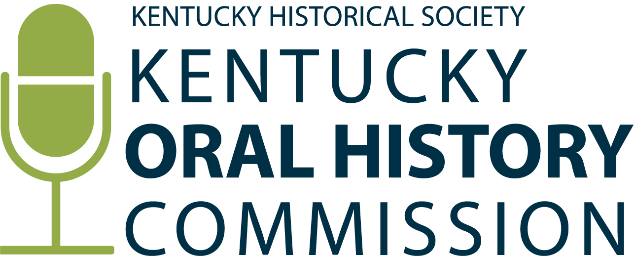 KENTUCKY HISTORICAL SOCIETY
KENTUCKY
ORAL HISTORY
COMMISSION